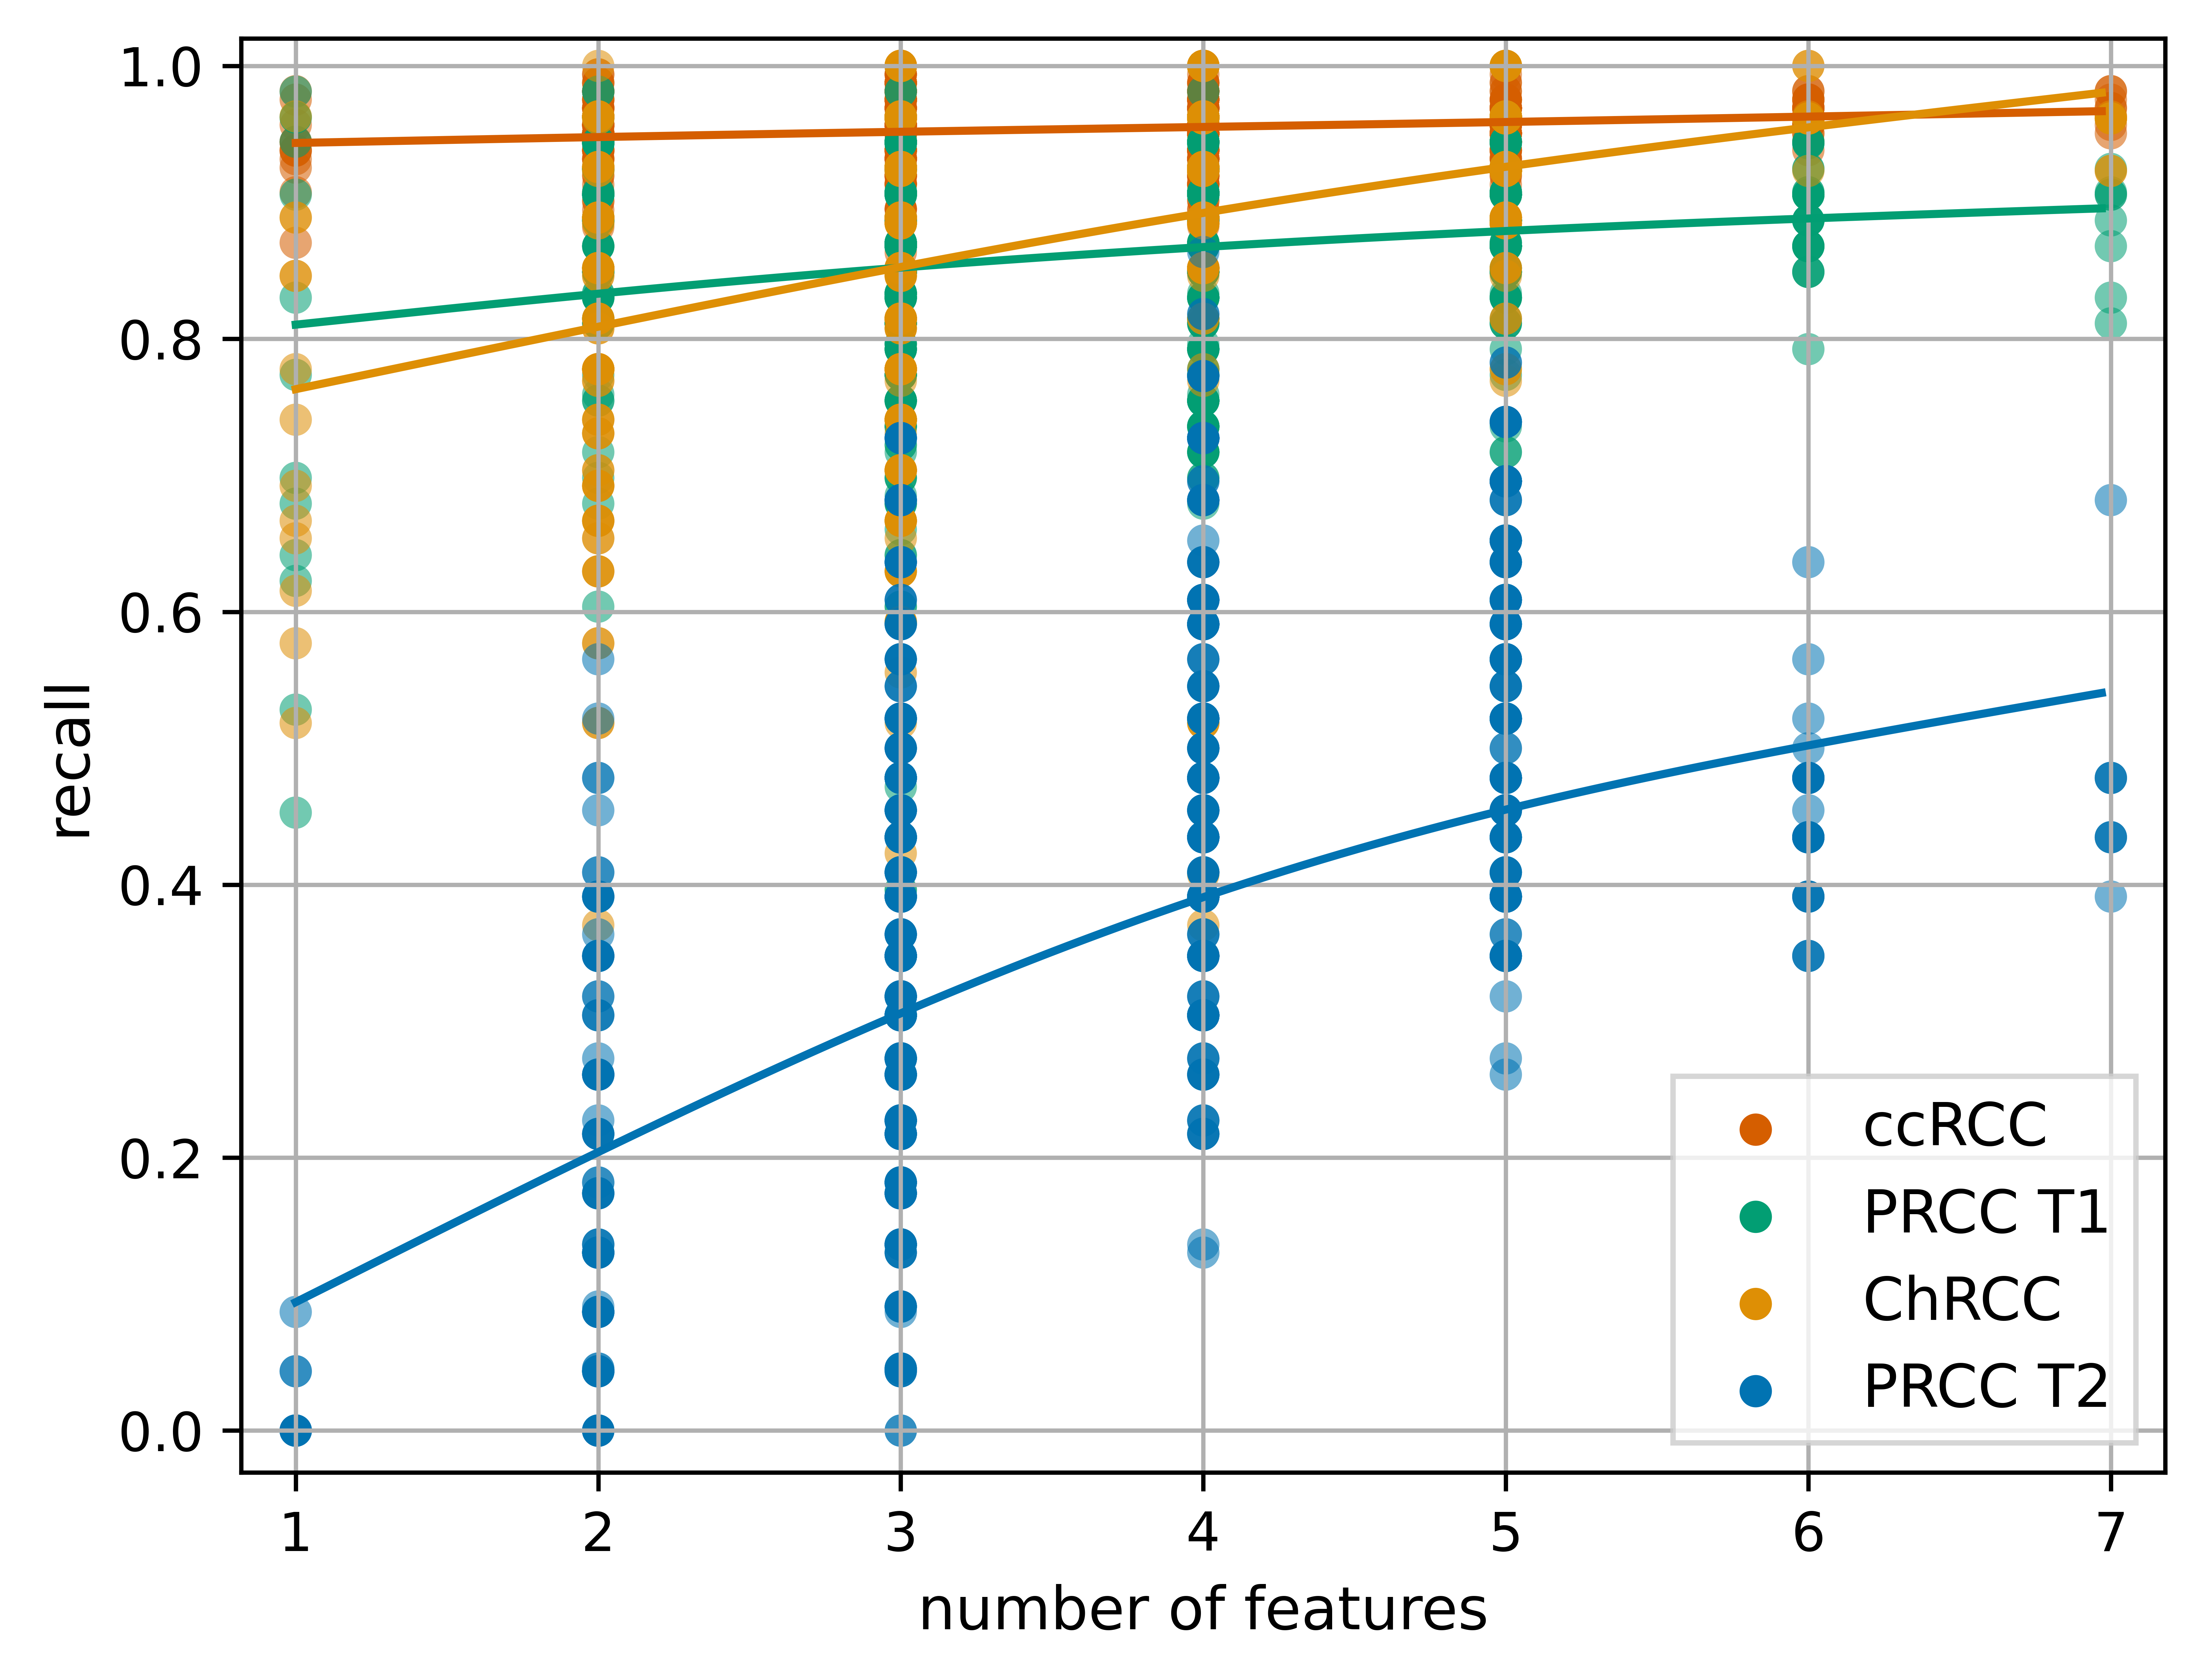 1.0
0.8
0.6
0.4
0.2
0.0
recall
1 2 3 4 5 6 7
number of features
ccRCC
PRCC T1
ChRCC
PRCC T2